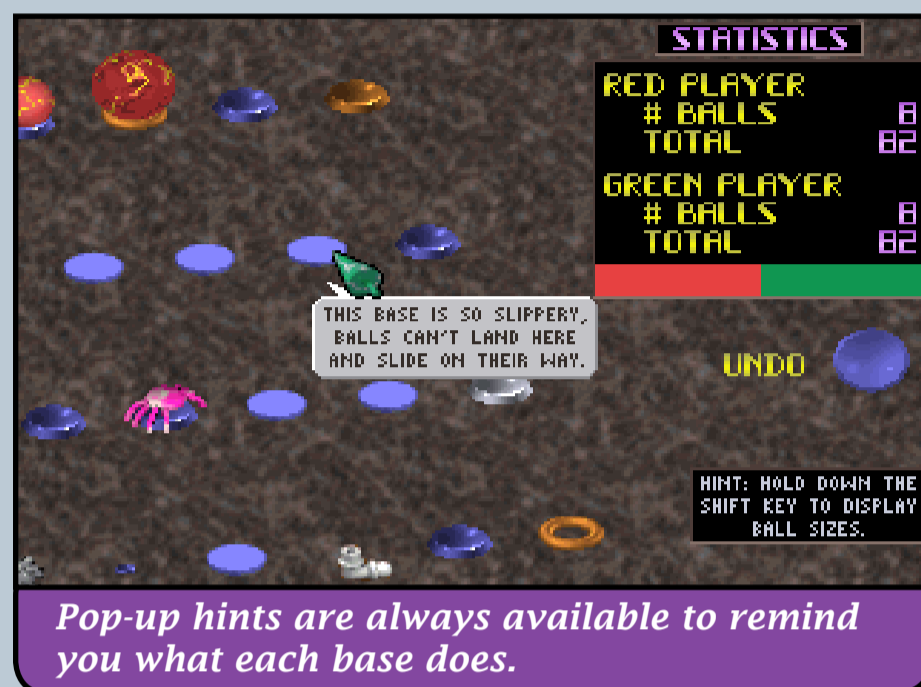 STATISTICS
RED PLAYER
# BALLS 8
TOTAL 82
GREEN PLAYER
# BALLS 8
TOTAL 82
THIS BASE IS SO SLIPPERY,
BALLS CAN'T LAND HERE
AND SLIDE ON THEIR WAY.
UNDO
HINT: HOLD DOWN THE
SHIFT KEY TO DISPLAY
BALL SIZES.
Pop-up hints are always available to remind
you what each base does.